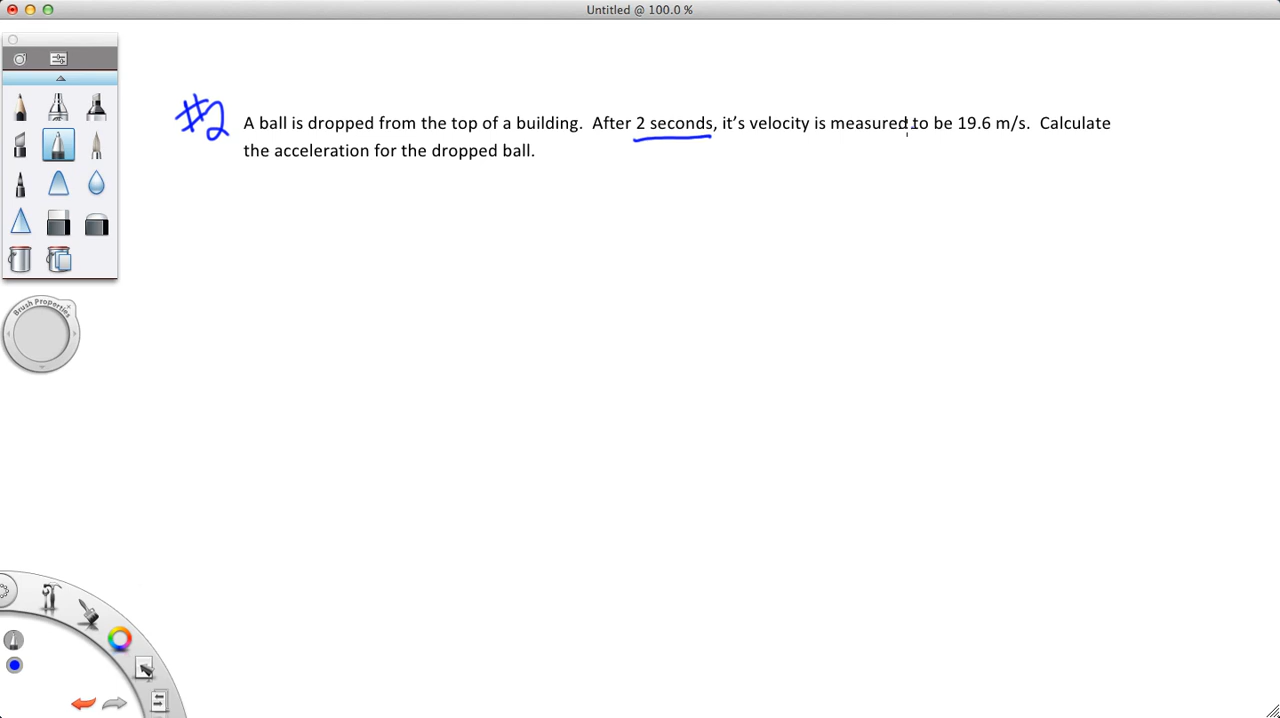 Untitled @ 100.0 %
#2 A ball is dropped from the top of a building. After 2 seconds, it’s velocity is measured to be 19.6 m/s. Calculate
the acceleration for the dropped ball.
Brush Properties